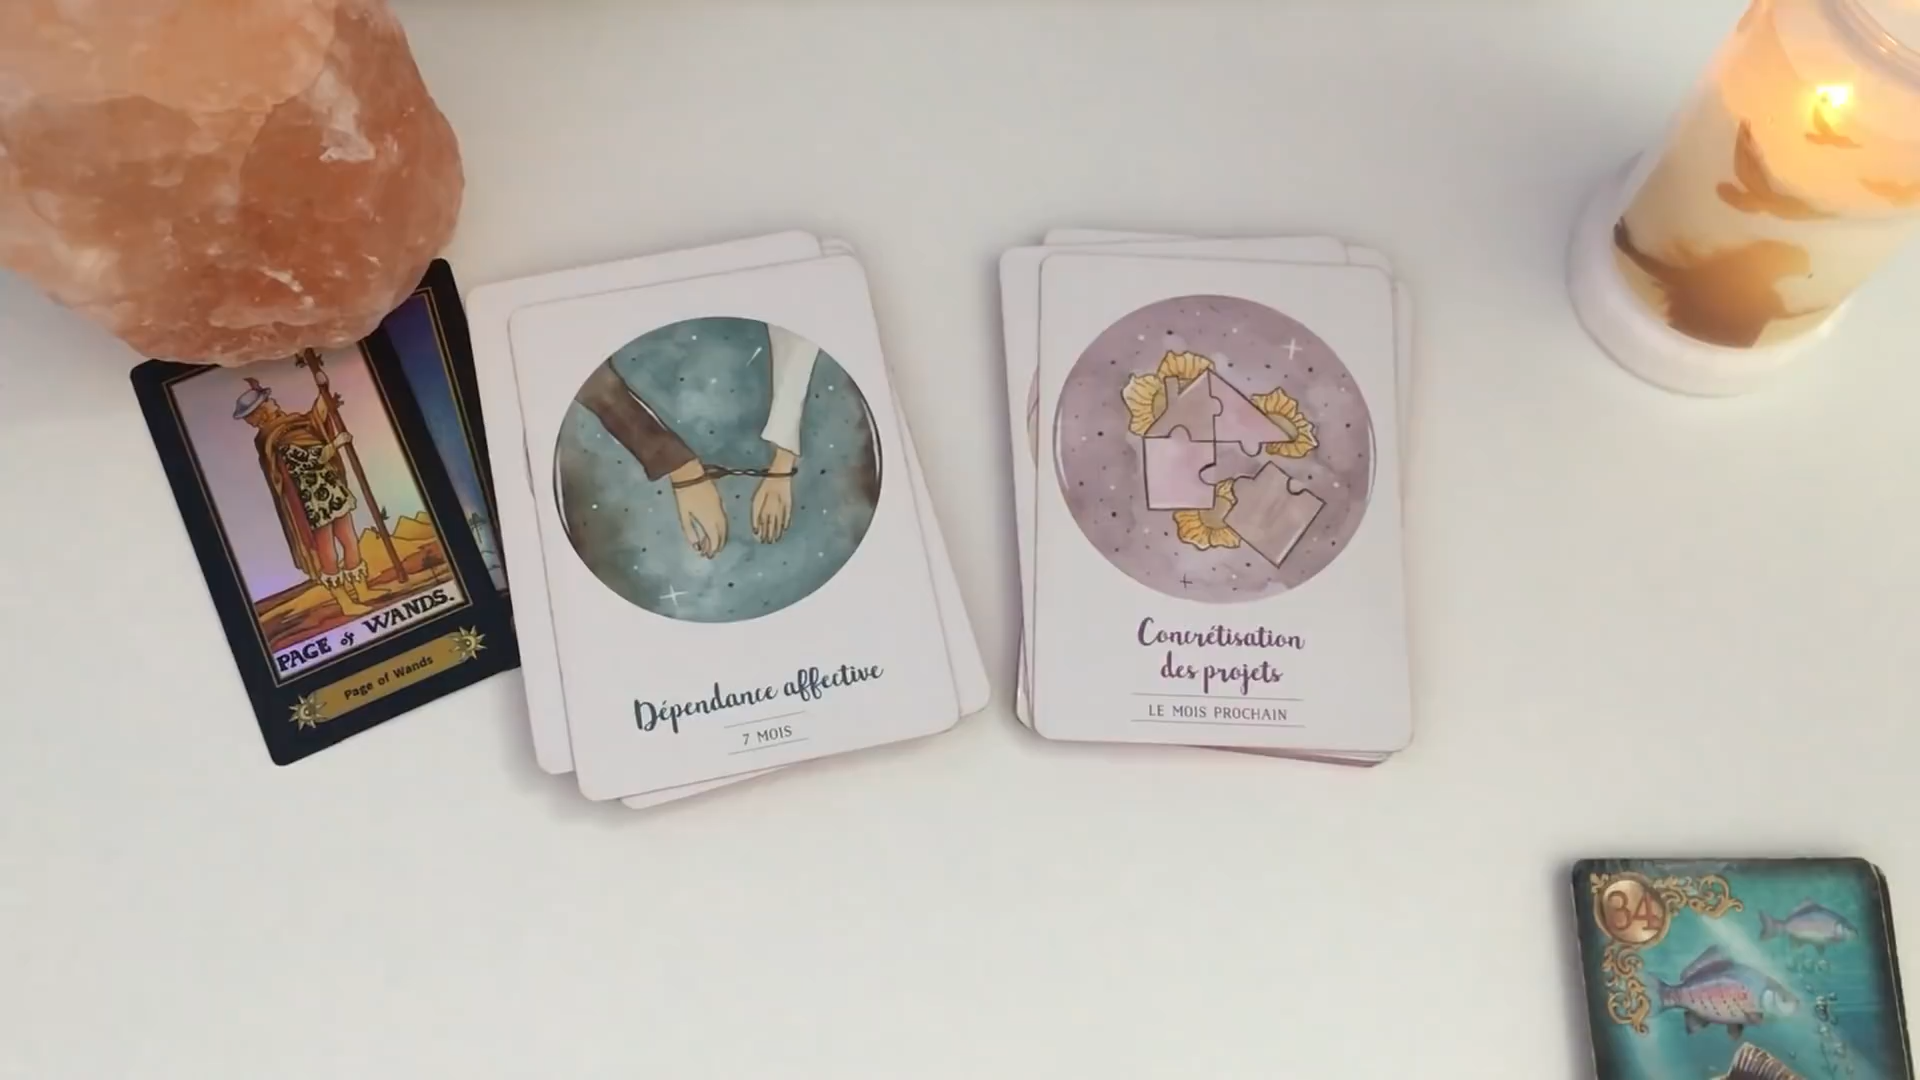 PAGE of WANDS.
Page of Wands
Dépendance affective
7 MOIS
Concrétisation
des projets
LE MOIS PROCHAIN
34